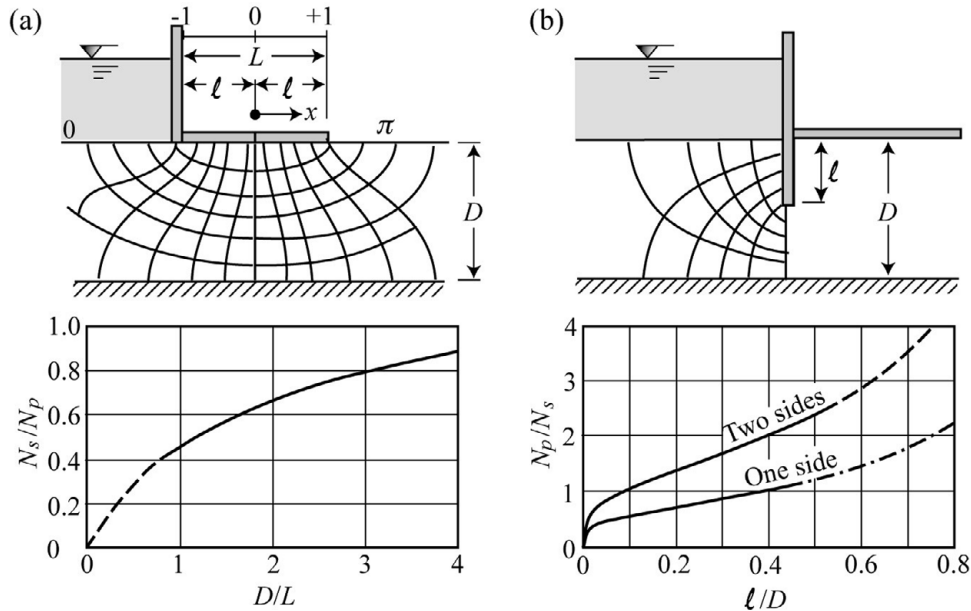 (a)
-1 0 +1
L
ℓ ℓ
x
0 π
D
1.0
0.8
0.6
0.4
0.2
0
N_s/N_p
0 1 2 3 4
D/L
(b)
ℓ
D
4
3
2
1
0
N_p/N_s
Two sides
One side
0 0.2 0.4 0.6 0.8
ℓ/D